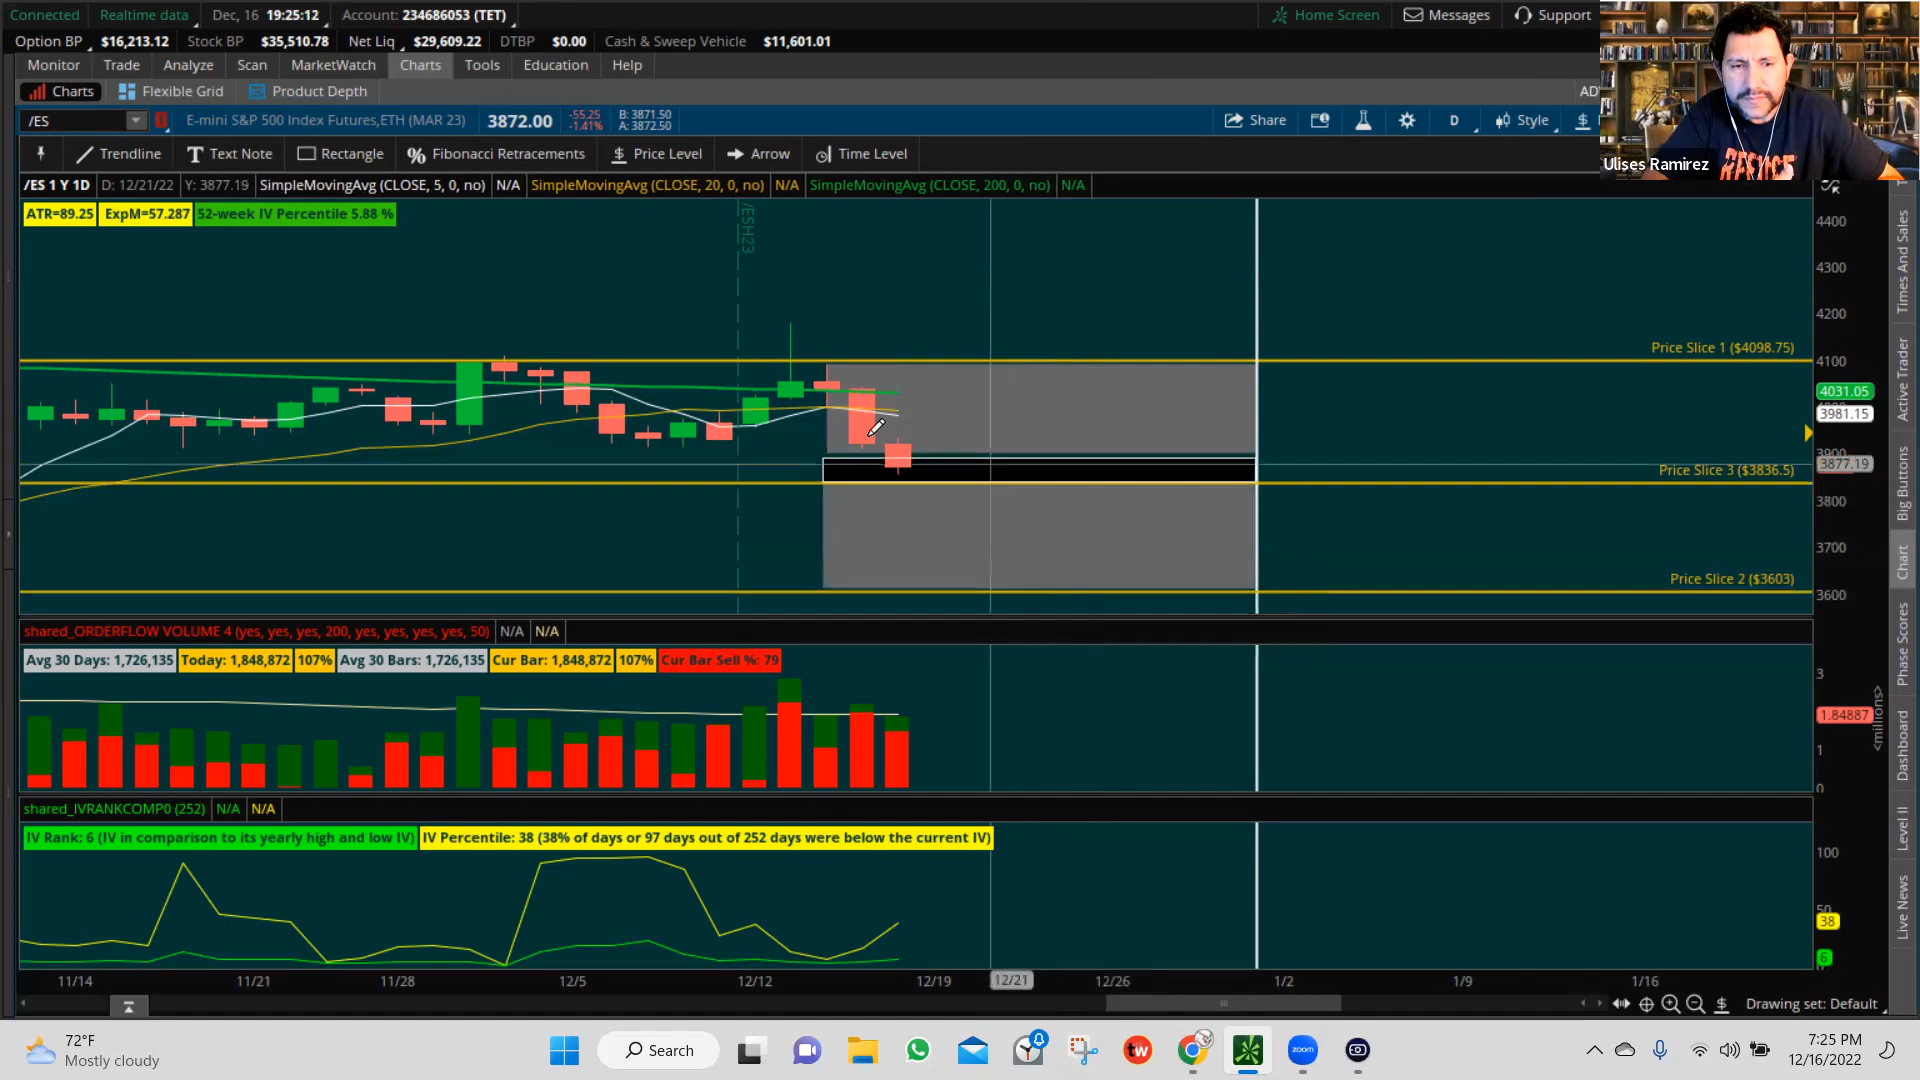 Connected Realtime data Dec, 16 19:25:12 Account: 234686053 (TET) Home Screen Messages Support
Option BP $16,213.12 Stock BP $35,510.78 Net Liq $29,609.22 DTBP $0.00 Cash & Sweep Vehicle $11,601.01
Monitor Trade Analyze Scan MarketWatch Charts Tools Education Help
Charts Flexible Grid Product Depth AD
/ES E-mini S&P 500 Index Futures,ETH (MAR 23) 3872.00 -55.25 -1.41% B: 3871.50 A: 3872.50 Share D Style
Trendline Text Note Rectangle Fibonacci Retracements Price Level Arrow Time Level
Ulises Ramirez
/ES 1 Y 1D D: 12/21/22 Y: 3877.19 SimpleMovingAvg (CLOSE, 5, 0, no) N/A SimpleMovingAvg (CLOSE, 20, 0, no) N/A SimpleMovingAvg (CLOSE, 200, 0, no) N/A
ATR=89.25 ExpM=57.287 52-week IV Percentile 5.88 %
/ESH23
4400
4300
4200
Price Slice 1 ($4098.75)
4100
4031.05
3981.15
3900
3877.19
Price Slice 3 ($3836.5)
3800
3700
Price Slice 2 ($3603)
3600
shared_ORDERFLOW VOLUME 4 (yes, yes, yes, 200, yes, yes, yes, yes, 50) N/A N/A
Avg 30 Days: 1,726,135 Today: 1,848,872 107% Avg 30 Bars: 1,726,135 Cur Bar: 1,848,872 107% Cur Bar Sell %: 79
3
1.84887
1
0
<millions>
shared_IVRANKCOMP0 (252) N/A N/A
IV Rank: 6 (IV in comparison to its yearly high and low IV) IV Percentile: 38 (38% of days or 97 days out of 252 days were below the current IV)
100
50
38
6
11/14 11/21 11/28 12/5 12/12 12/19 12/21 12/26 1/2 1/9 1/16
Drawing set: Default
Times And Sales
Active Trader
Big Buttons
Chart
Phase Scores
Dashboard
Level II
Live News
72°F
Mostly cloudy
Search
tw
zoom
7:25 PM
12/16/2022